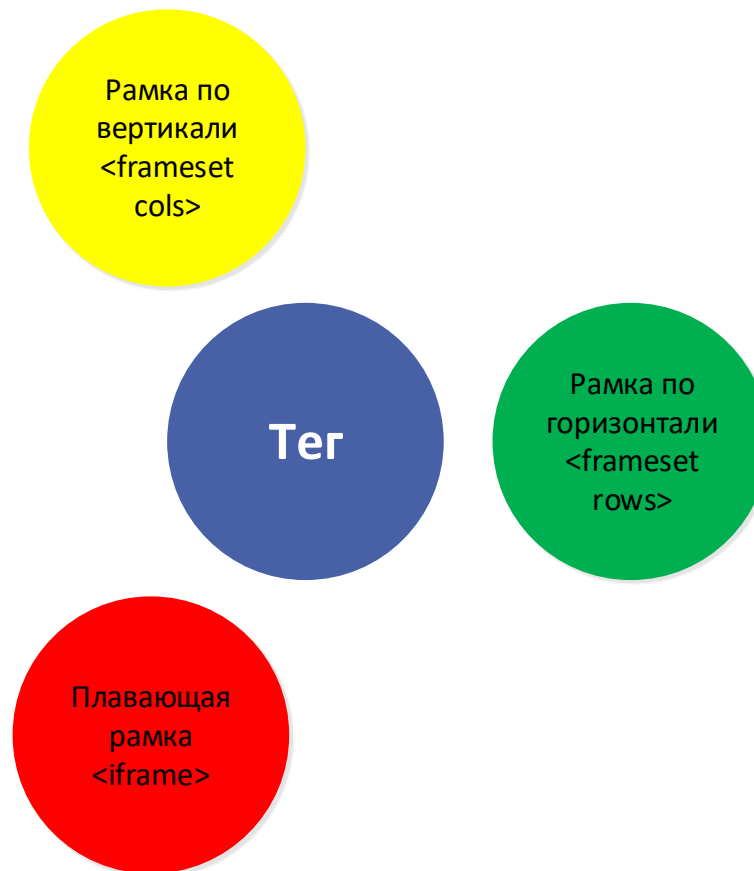 Рамка по
вертикали
<frameset
cols>
Тег
Рамка по
горизонтали
<frameset
rows>
Плавающая
рамка
<iframe>